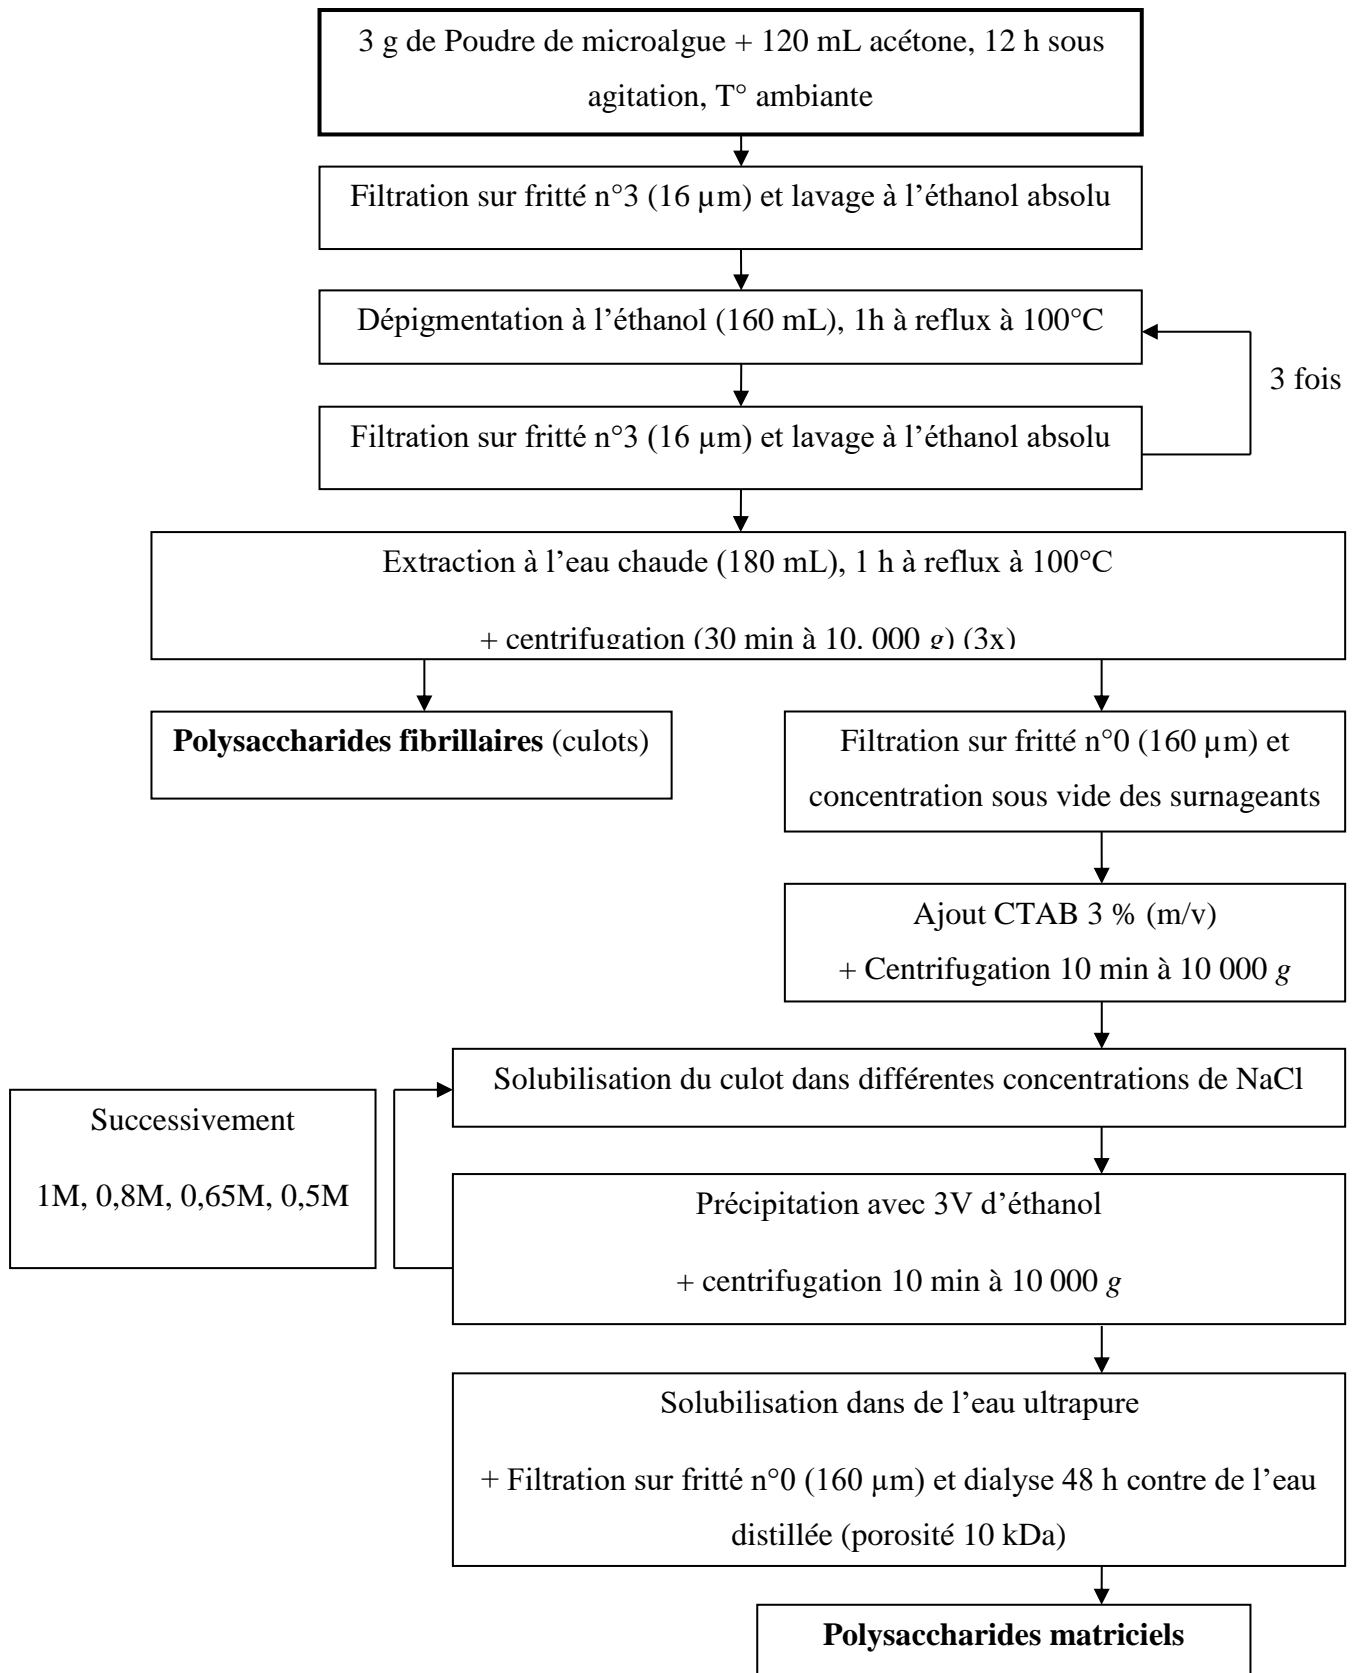 3 g de Poudre de microalgue + 120 mL acétone, 12 h sous
agitation, T° ambiante
Filtration sur fritté n°3 (16 µm) et lavage à l’éthanol absolu
Dépigmentation à l’éthanol (160 mL), 1h à reflux à 100°C
3 fois
Filtration sur fritté n°3 (16 µm) et lavage à l’éthanol absolu
Extraction à l’eau chaude (180 mL), 1 h à reflux à 100°C
+ centrifugation (30 min à 10. 000 g) (3x)
Polysaccharides fibrillaires (culots)
Filtration sur fritté n°0 (160 µm) et
concentration sous vide des surnageants
Ajout CTAB 3 % (m/v)
+ Centrifugation 10 min à 10 000 g
Solubilisation du culot dans différentes concentrations de NaCl
Successivement
1M, 0,8M, 0,65M, 0,5M
Précipitation avec 3V d’éthanol
+ centrifugation 10 min à 10 000 g
Solubilisation dans de l’eau ultrapure
+ Filtration sur fritté n°0 (160 µm) et dialyse 48 h contre de l’eau
distillée (porosité 10 kDa)
Polysaccharides matriciels